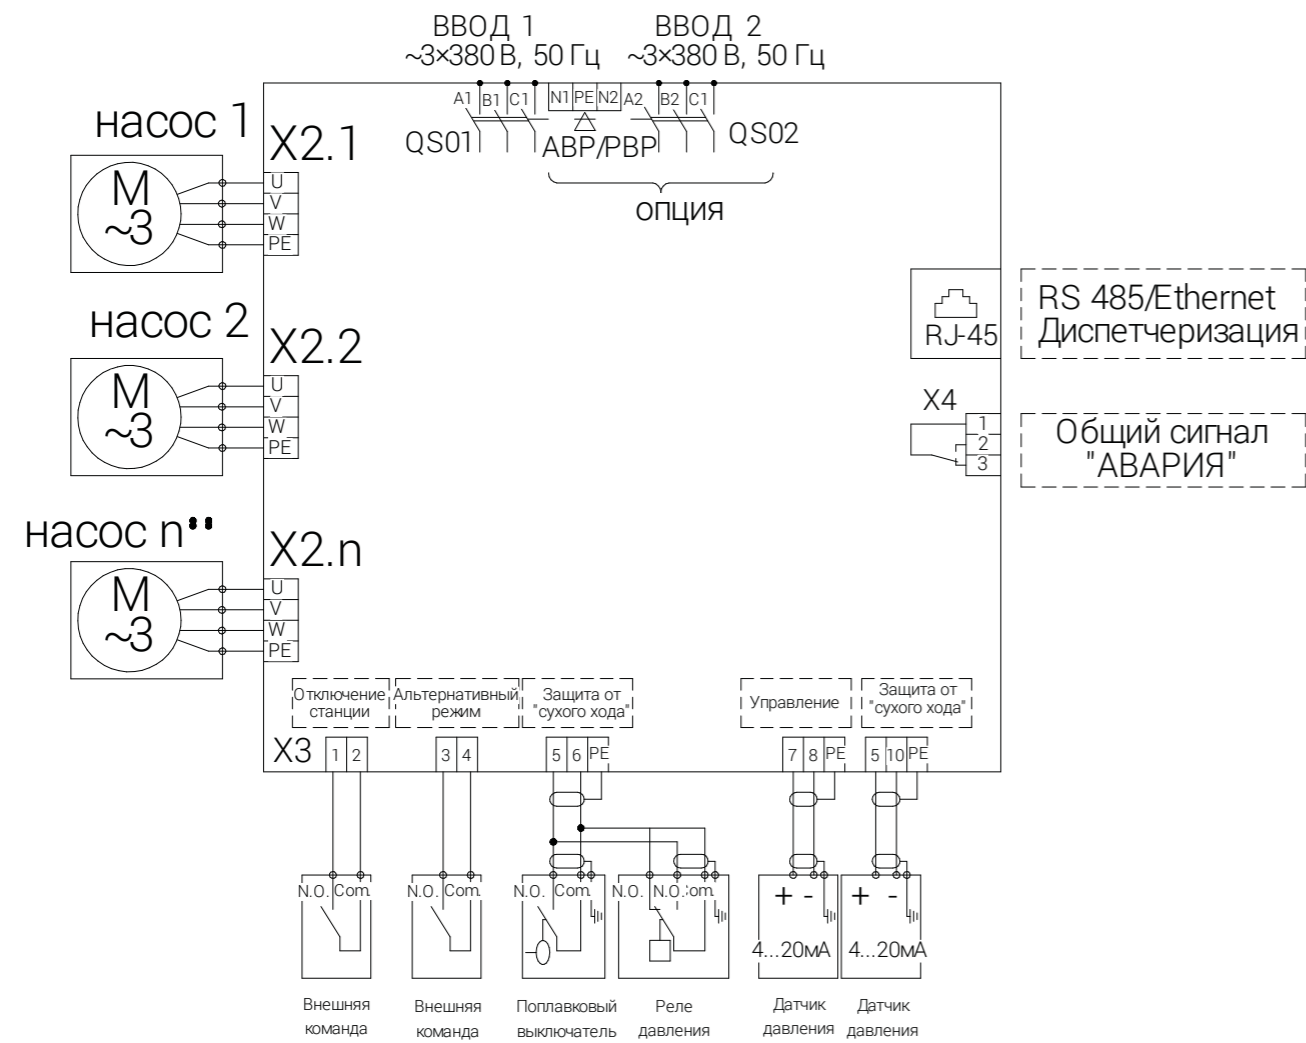 ВВОД 1
~3×380 В, 50 Гц
ВВОД 2
~3×380 В, 50 Гц
A1 B1 C1 N1 PE N2 A2 B2 C1
QS01 АВР/РВР QS02
опция
насос 1
X2.1
M
~3
U
V
W
PE
насос 2
X2.2
M
~3
U
V
W
PE
насос n**
X2.n
M
~3
U
V
W
PE
RJ-45
RS 485/Ethernet
Диспетчеризация
X4
1
2
3
Общий сигнал
"АВАРИЯ"
Отключение
станции
Альтернативный
режим
Защита от
"сухого хода"
Управление
Защита от
"сухого хода"
X3 1 2 3 4 5 6 PE 7 8 PE 5 10 PE
N.O. Com.
N.O. Com.
N.O. Com
N.O. N.O. Com.
+ -
4...20мА
+ -
4...20мА
Внешняя
команда
Внешняя
команда
Поплавковый
выключатель
Реле
давления
Датчик
давления
Датчик
давления